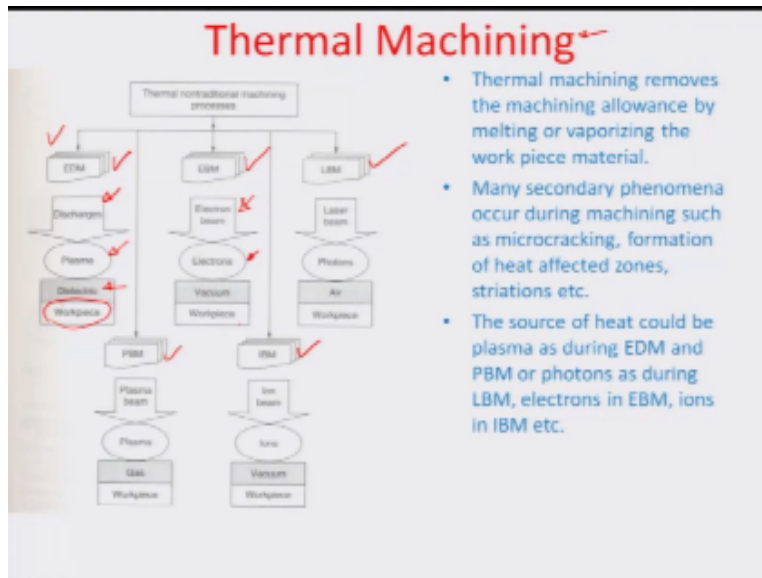 Thermal Machining
Thermal nontraditional machining
processes
EDM
EBM
LBM
Discharges
Electron
beam
Laser
beam
Plasma
Electrons
Photons
Dielectric
Vacuum
Air
Workpiece
Workpiece
Workpiece
PBM
IBM
Plasma
beam
Ion
beam
Plasma
Ions
Gas
Vacuum
Workpiece
Workpiece
• Thermal machining removes
the machining allowance by
melting or vaporizing the
work piece material.
• Many secondary phenomena
occur during machining such
as microcracking, formation
of heat affected zones,
striations etc.
• The source of heat could be
plasma as during EDM and
PBM or photons as during
LBM, electrons in EBM, ions
in IBM etc.